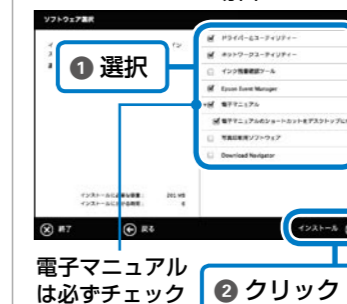 ソフトウェア選択
❶ 選択
ドライバー・ユーティリティー
ネットワーク・ユーティリティー
インク残量確認ツール
Epson Event Manager
電子マニュアル
電子マニュアルのショートカットをデスクトップに
写真印刷用ソフトウェア
Download Navigator
201 MB
終了
戻る
インストール
電子マニュアル
は必ずチェック
❷ クリック